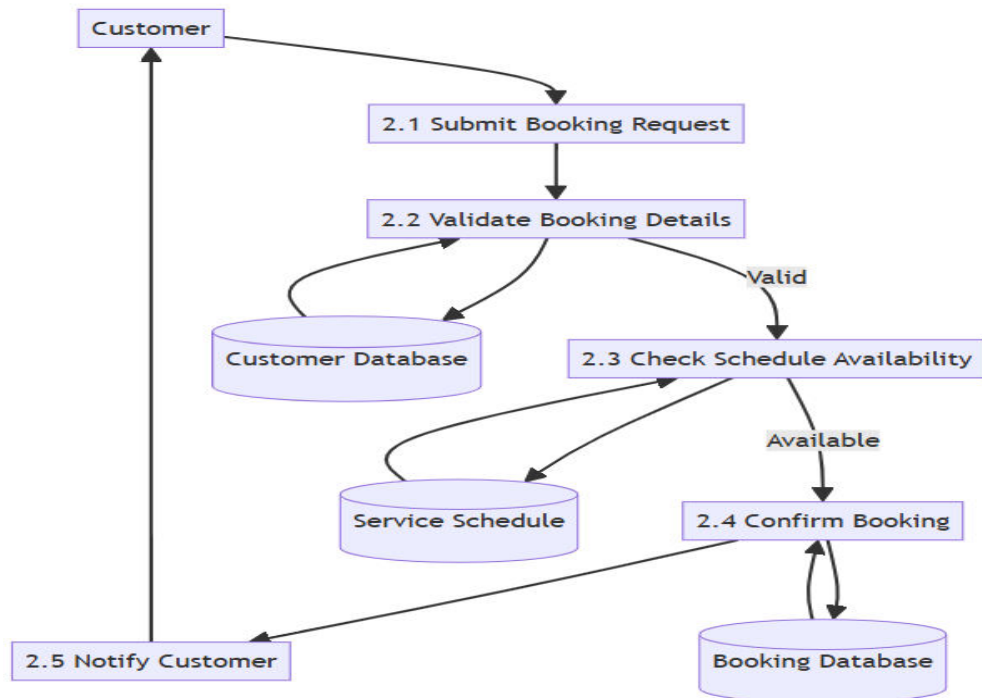 Customer
2.1 Submit Booking Request
2.2 Validate Booking Details
Valid
Customer Database
2.3 Check Schedule Availability
Available
Service Schedule
2.4 Confirm Booking
2.5 Notify Customer
Booking Database